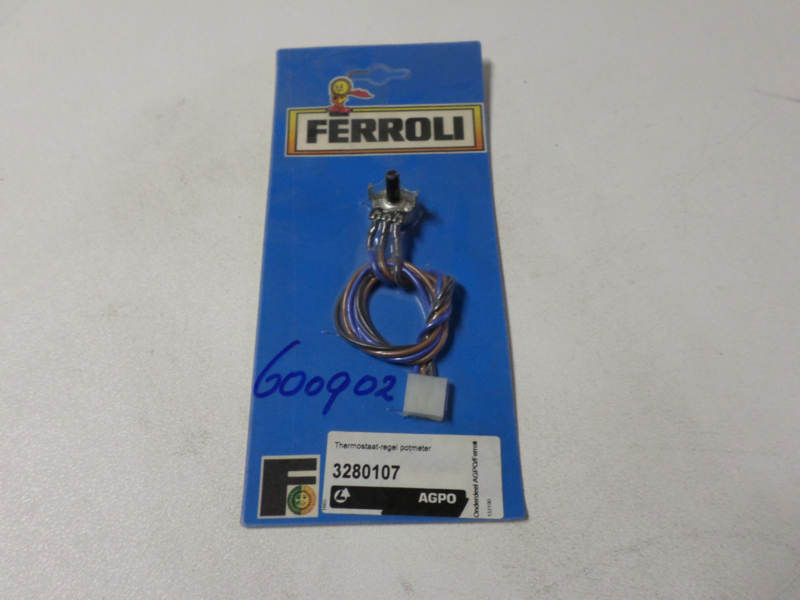 FERROLI
600902
Thermostaat-regel potmeter
3280107
AGPO
Onderdeel AGPO/Ferroli
F